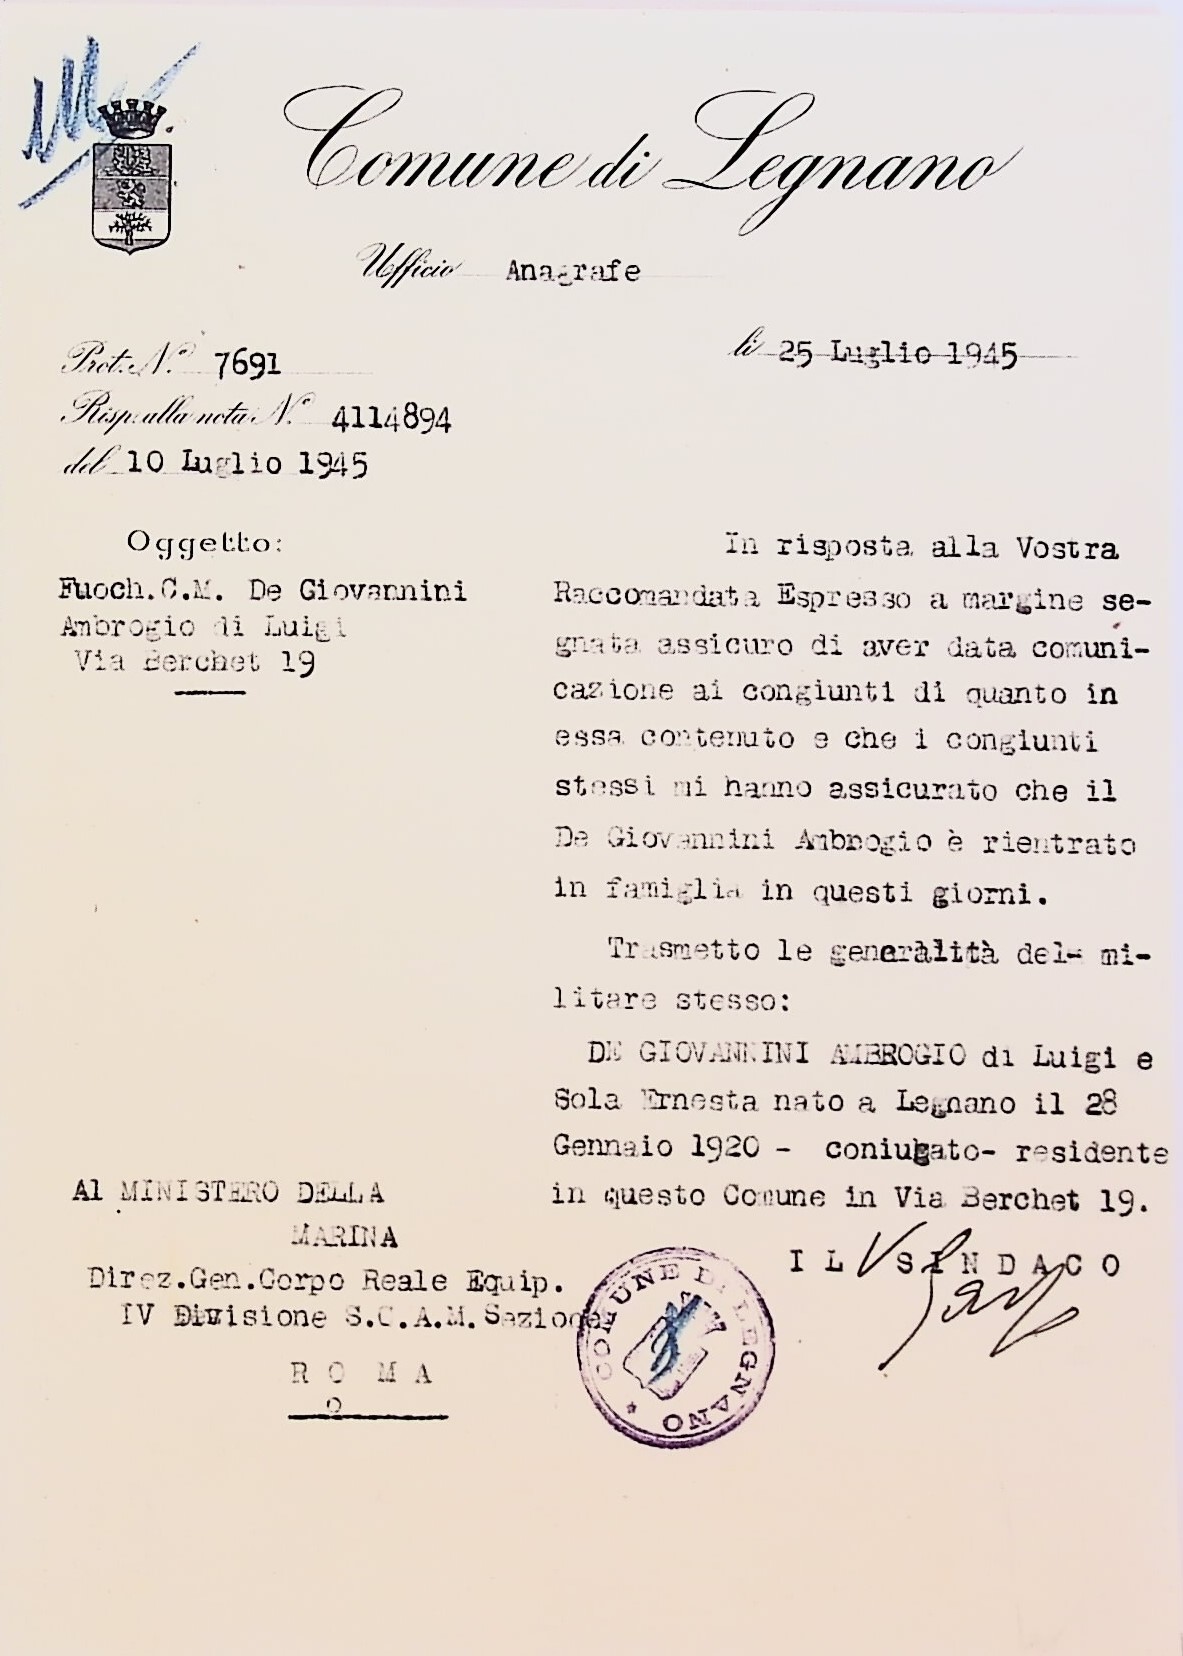 Comune di Legnano
Ufficio Anagrafe
li 25 Luglio 1945
Prot. N.° 7691
Risp. alla nota N.° 4114894
del 10 Luglio 1945
Oggetto:
Fuoch.C.M. De Giovannini
Ambrogio di Luigi
Via Berchet 19
In risposta alla Vostra
Raccomandata Espresso a margine se-
gnata assicuro di aver data comuni-
cazione ai congiunti di quanto in
essa contenuto e che i congiunti
stessi mi hanno assicurato che il
De Giovannini Ambrogio è rientrato
in famiglia in questi giorni.
Trasmetto le generalità del- mi-
litare stesso:
DE GIOVANNINI AMBROGIO di Luigi e
Sola Ernesta nato a Legnano il 28
Gennaio 1920 - coniugato- residente
in questo Comune in Via Berchet 19.
Al MINISTERO DELLA
MARINA
Direz.Gen.Corpo Reale Equip.
IV Divisione S.C.A.M. Sezione
R O M A
IL SINDACO
COMUNE DI LEGNANO